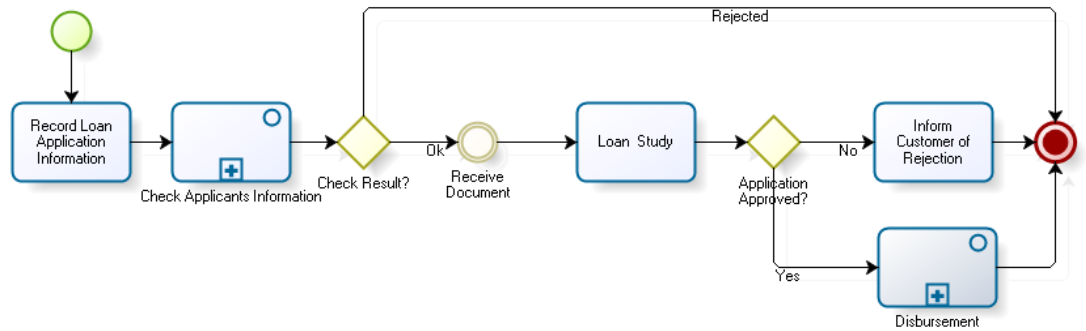 Rejected
Record Loan
Application
Information
Check Applicants Information
Check Result?
Ok
Receive
Document
Loan Study
Application
Approved?
No
Inform
Customer of
Rejection
Yes
Disbursement